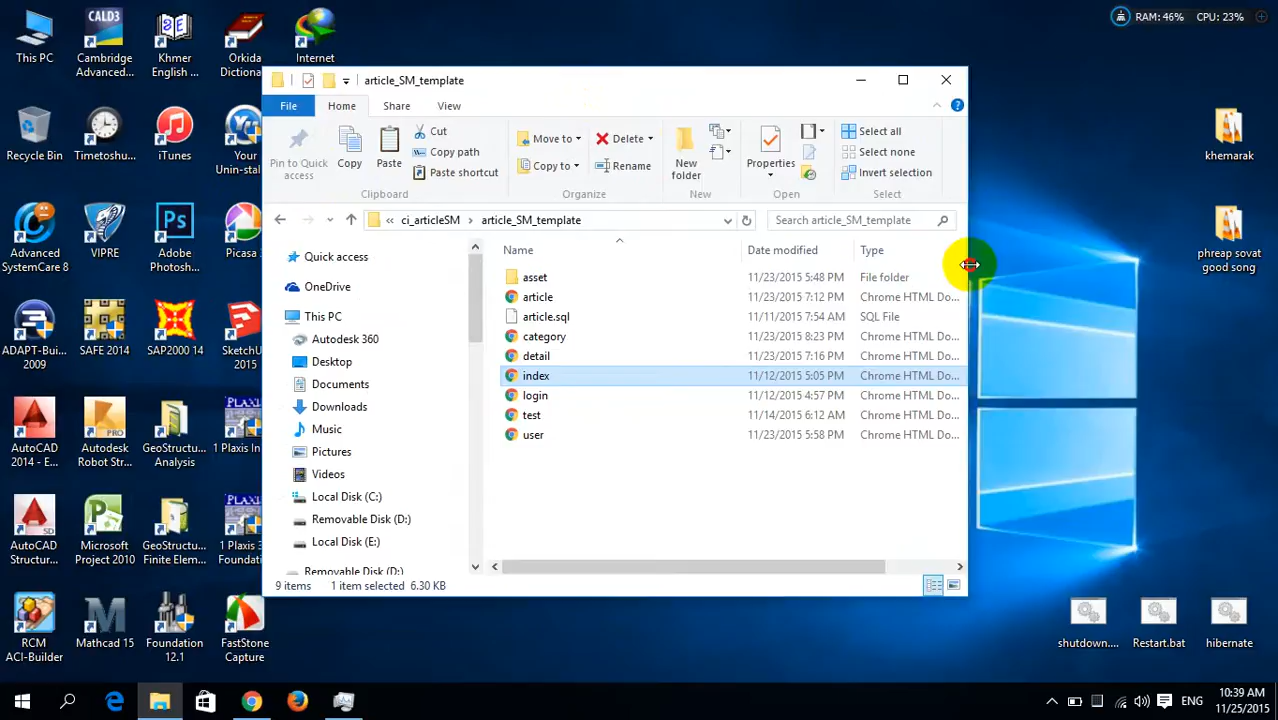 RAM: 46% CPU: 23%
This PC
Cambridge Advanced...
Khmer English ...
Orkida Dictionar...
Internet
Recycle Bin
Timetoshu...
iTunes
Your Unin-stall
Advanced SystemCare 8
VIPRE
Adobe Photosh...
Picasa 3
ADAPT-Bui... 2009
SAFE 2014
SAP2000 14
SketchU 2015
AutoCAD 2014 - E...
Autodesk Robot Str...
GeoStructu... Analysis
1 Plaxis In
AutoCAD Structur...
Microsoft Project 2010
GeoStructu... Finite Elem...
1 Plaxis 3 Founda
RCM ACI-Builder
Mathcad 15
Foundation 12.1
FastStone Capture
article_SM_template
File
Home
Share
View
Pin to Quick access
Copy
Paste
Cut
Copy path
Paste shortcut
Clipboard
Move to
Copy to
Delete
Rename
Organize
New folder
New
Properties
Open
Select all
Select none
Invert selection
Select
« ci_articleSM › article_SM_template
Search article_SM_template
Quick access
OneDrive
This PC
Autodesk 360
Desktop
Documents
Downloads
Music
Pictures
Videos
Local Disk (C:)
Removable Disk (D:)
Local Disk (E:)
Removable Disk (D:)
Name Date modified Type
asset 11/23/2015 5:48 PM File folder
article 11/23/2015 7:12 PM Chrome HTML Do...
article.sql 11/11/2015 7:54 AM SQL File
category 11/23/2015 8:23 PM Chrome HTML Do...
detail 11/23/2015 7:16 PM Chrome HTML Do...
index 11/12/2015 5:05 PM Chrome HTML Do...
login 11/12/2015 4:57 PM Chrome HTML Do...
test 11/14/2015 6:12 AM Chrome HTML Do...
user 11/23/2015 5:58 PM Chrome HTML Do...
9 items 1 item selected 6.30 KB
khemarak
phreap sovat good song
shutdown....
Restart.bat
hibernate
ENG
10:39 AM
11/25/2015